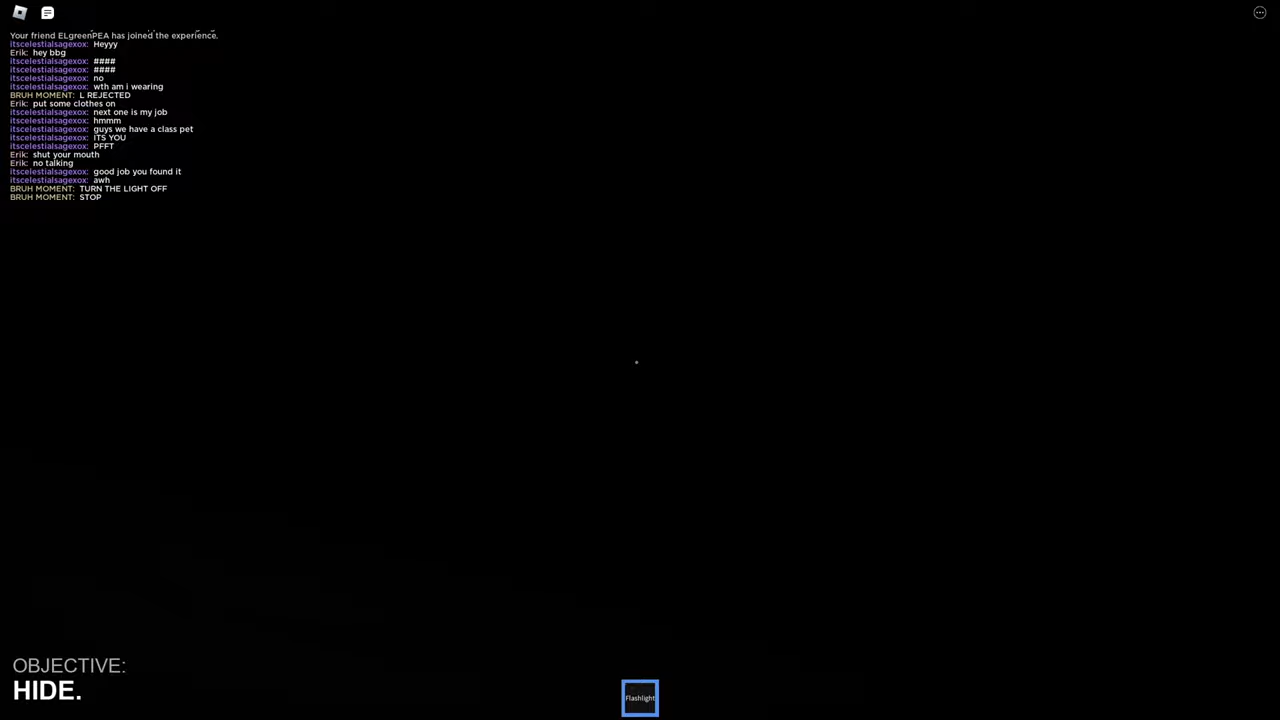 Your friend ELgreenPEA has joined the experience.
itscelestialsagexox: Heyyy
Erik: hey bbg
itscelestialsagexox: ####
itscelestialsagexox: ####
itscelestialsagexox: no
itscelestialsagexox: wth am i wearing
BRUH MOMENT: L REJECTED
Erik: put some clothes on
itscelestialsagexox: next one is my job
itscelestialsagexox: hmmm
itscelestialsagexox: guys we have a class pet
itscelestialsagexox: ITS YOU
itscelestialsagexox: PFFT
Erik: shut your mouth
Erik: no talking
itscelestialsagexox: good job you found it
itscelestialsagexox: awh
BRUH MOMENT: TURN THE LIGHT OFF
BRUH MOMENT: STOP
OBJECTIVE:
HIDE.
Flashlight